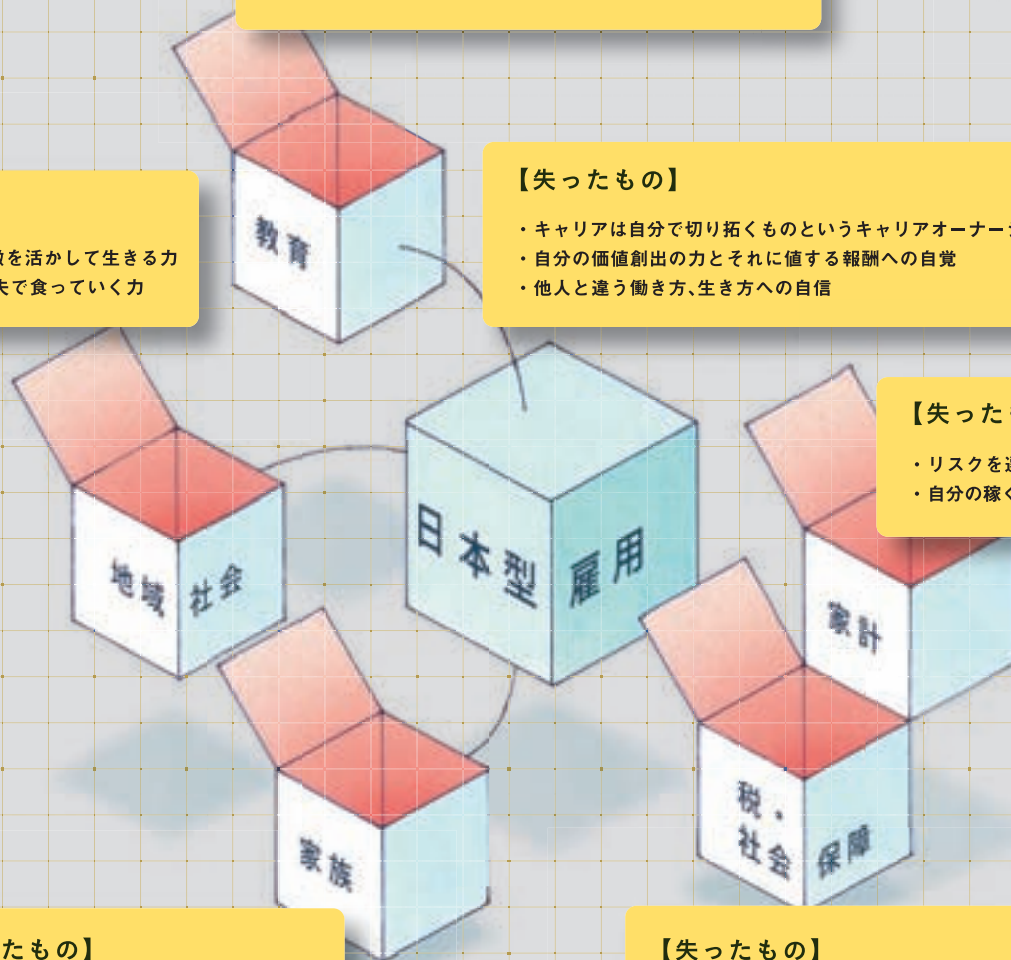 【失ったもの】
・キャリアは自分で切り拓くものというキャリアオーナー
・自分の価値創出の力とそれに値する報酬への自覚
・他人と違う働き方、生き方への自信
を活かして生きる力
で食っていく力
教育
【失った
・リスクを
・自分の稼
日本型 雇用
地域 社会
家計
税・
社会 保障
家族
たもの】
【失ったもの】